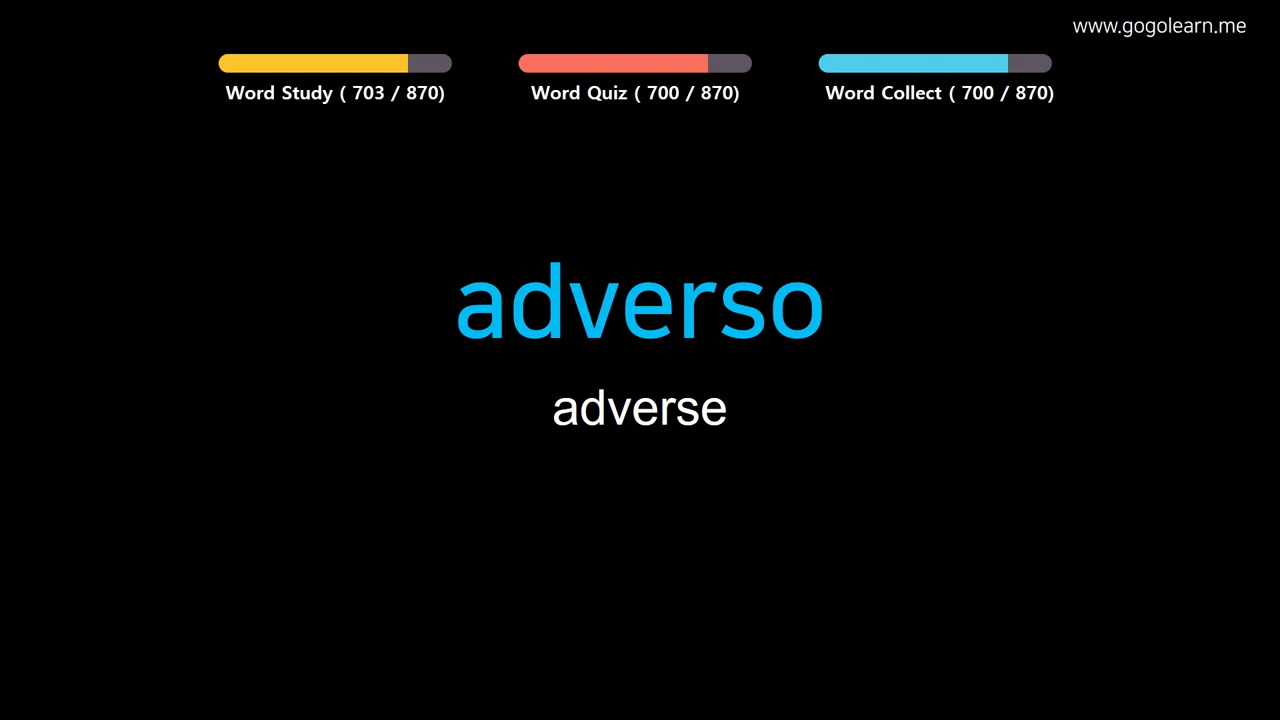 www.gogolearn.me
Word Study ( 703 / 870)
Word Quiz ( 700 / 870)
Word Collect ( 700 / 870)
adverso
adverse